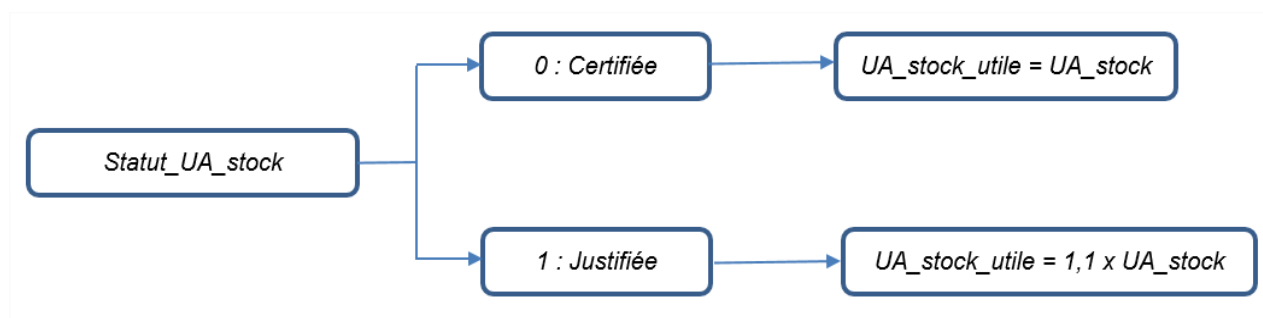 0 : Certifiée
UA_stock_utile = UA_stock
Statut_UA_stock
1 : Justifiée
UA_stock_utile = 1,1 x UA_stock